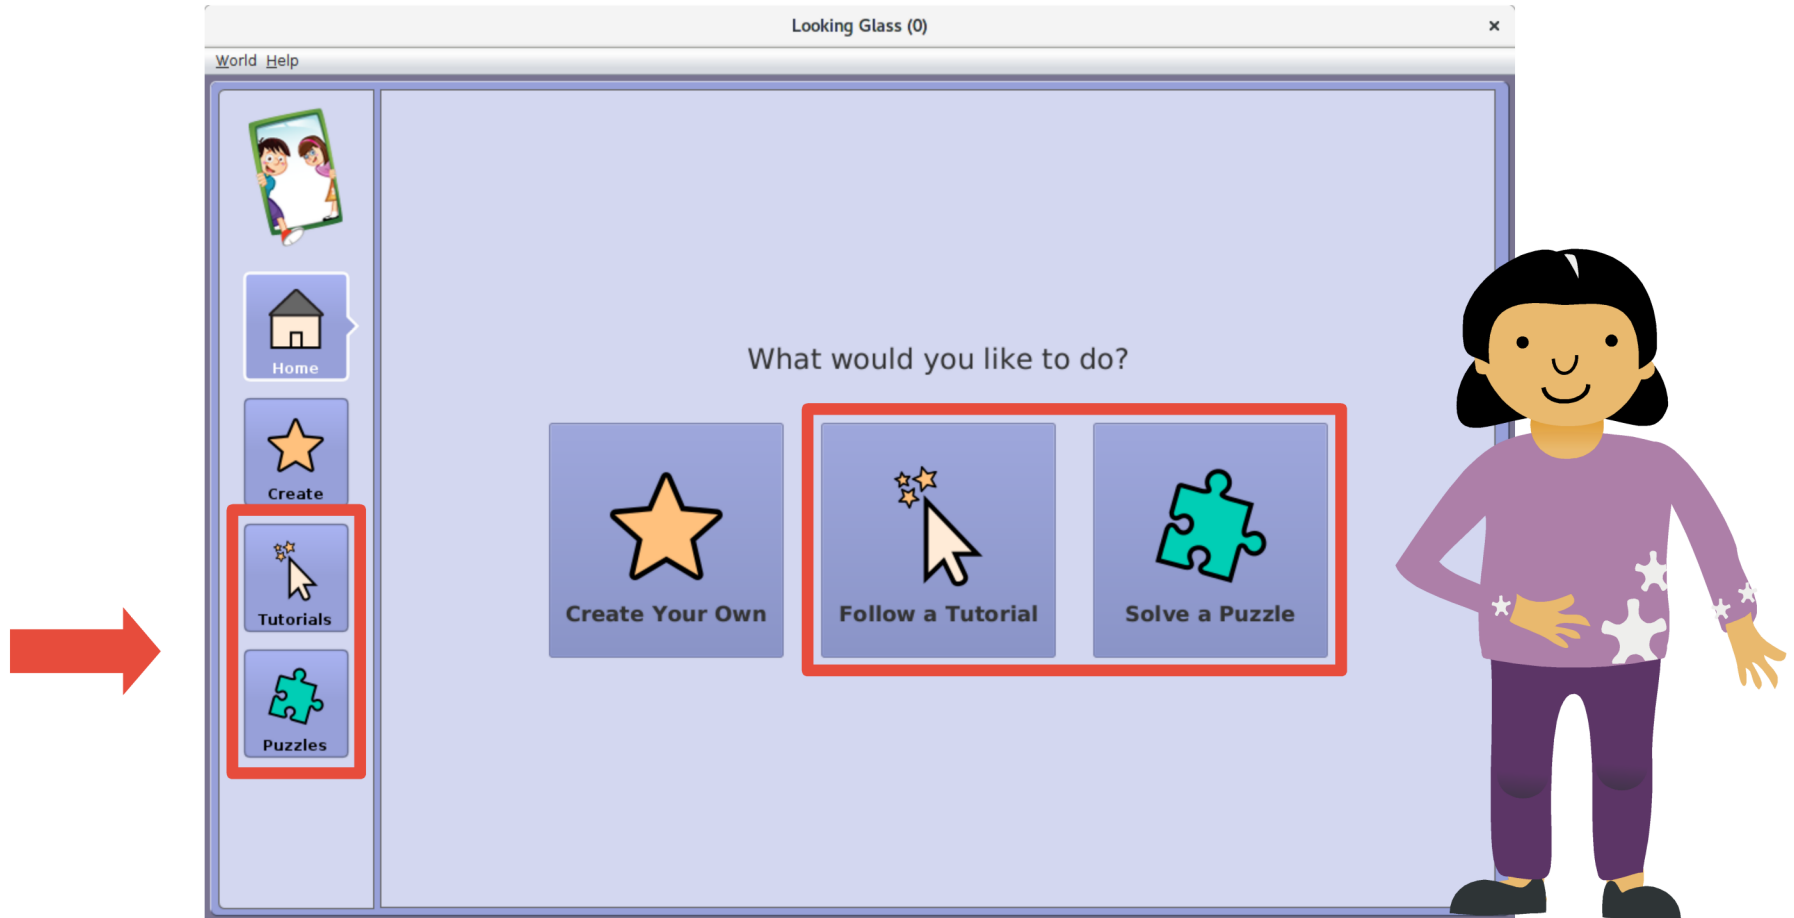 Looking Glass (0)
×
World Help
Home
Create
Tutorials
Puzzles
What would you like to do?
Create Your Own
Follow a Tutorial
Solve a Puzzle